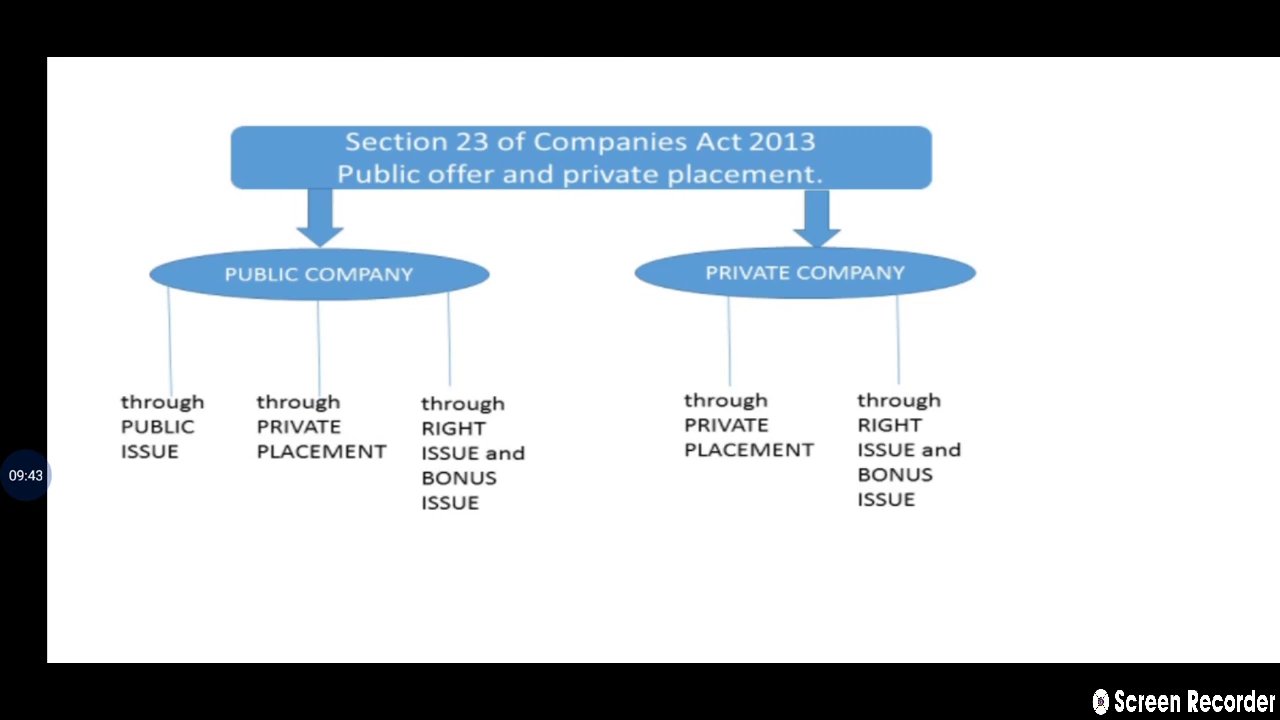 Section 23 of Companies Act 2013
Public offer and private placement.
PUBLIC COMPANY
PRIVATE COMPANY
through
PUBLIC
ISSUE
through
PRIVATE
PLACEMENT
through
RIGHT
ISSUE and
BONUS
ISSUE
through
PRIVATE
PLACEMENT
through
RIGHT
ISSUE and
BONUS
ISSUE
09:43
Screen Recorder